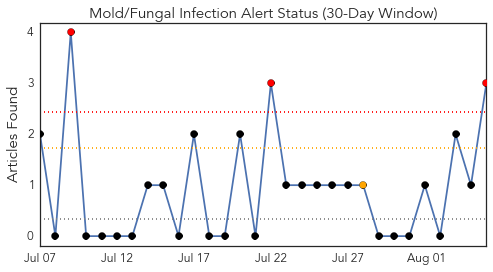 Mold/Fungal Infection Alert Status (30-Day Window)
Articles Found
4
3
2
1
0
Jul 07 Jul 12 Jul 17 Jul 22 Jul 27 Aug 01